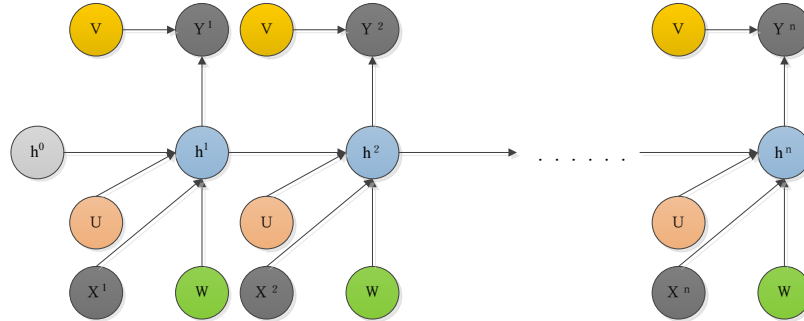 V Y¹ V Y² V Yⁿ
h⁰ h¹ h² . . . . . . hⁿ
U U U
X¹ W X² W Xⁿ W